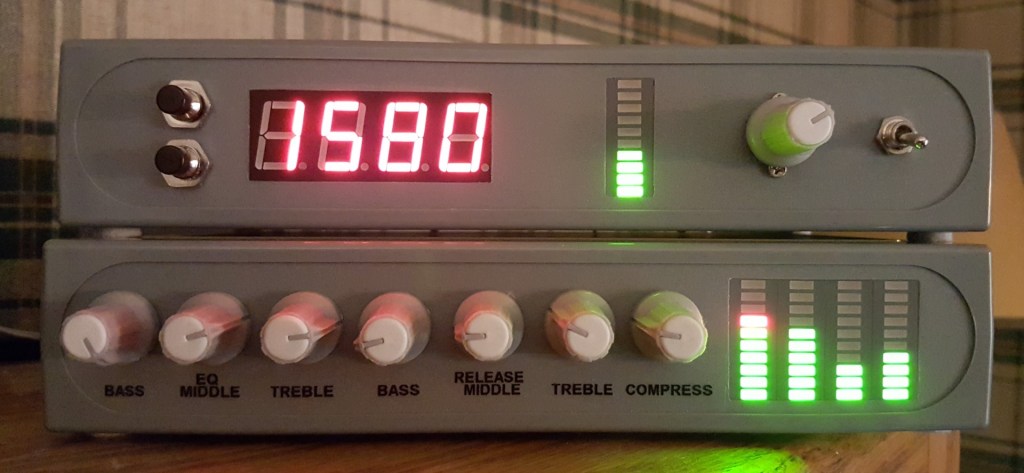 1580
BASS
EQ
MIDDLE
TREBLE
BASS
RELEASE
MIDDLE
TREBLE
COMPRESS